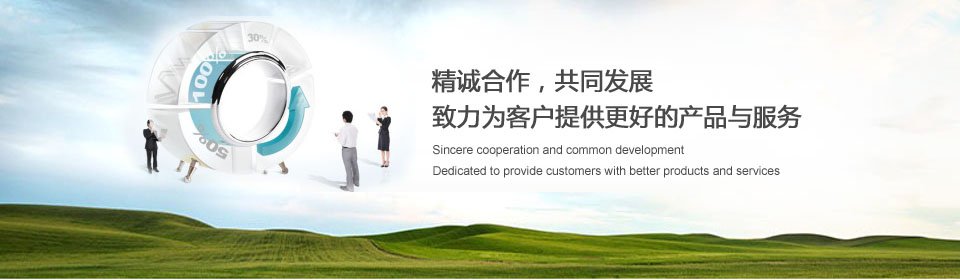 30%
100%
50%
精诚合作，共同发展
致力为客户提供更好的产品与服务
Sincere cooperation and common development
Dedicated to provide customers with better products and services